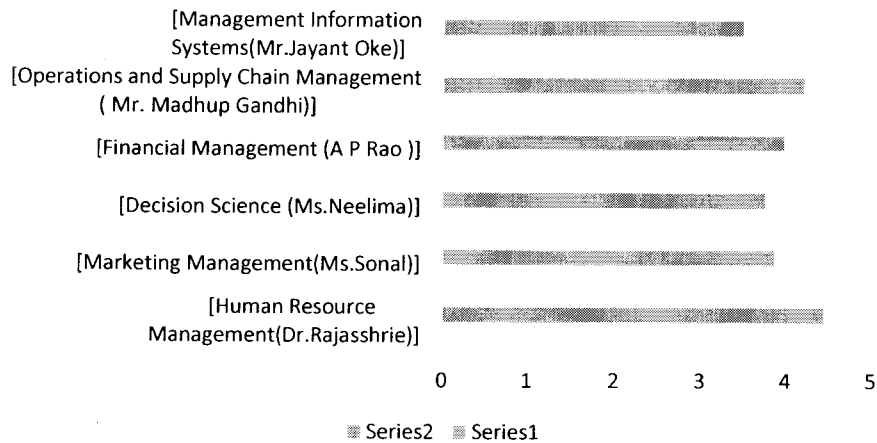 [Management Information
Systems(Mr.Jayant Oke)]
[Operations and Supply Chain Management
( Mr. Madhup Gandhi)]
[Financial Management (A P Rao )]
[Decision Science (Ms.Neelima)]
[Marketing Management(Ms.Sonal)]
[Human Resource
Management(Dr.Rajasshrie)]
0 1 2 3 4 5
Series2 Series1